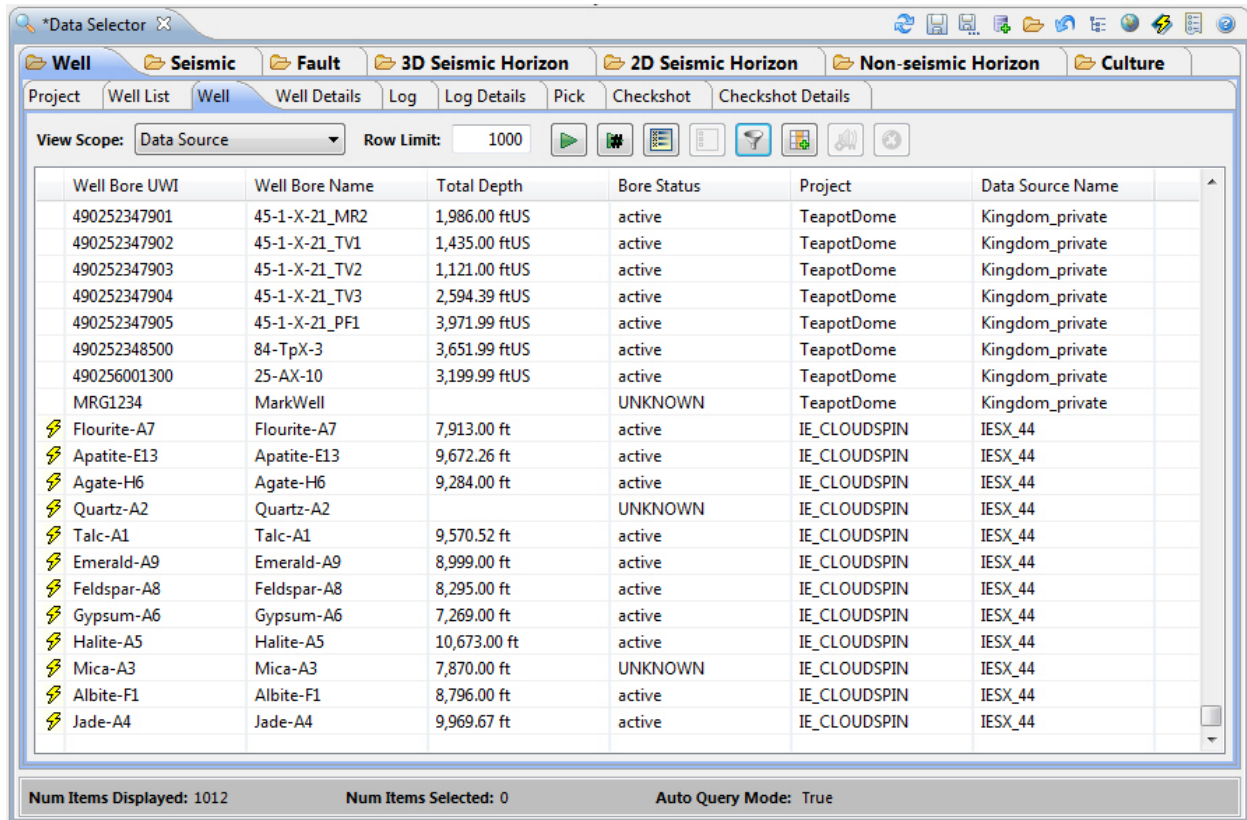 *Data Selector
Well Seismic Fault 3D Seismic Horizon 2D Seismic Horizon Non-seismic Horizon Culture
Project Well List Well Well Details Log Log Details Pick Checkshot Checkshot Details
View Scope: Data Source Row Limit: 1000
Well Bore UWI Well Bore Name Total Depth Bore Status Project Data Source Name
490252347901 45-1-X-21_MR2 1,986.00 ftUS active TeapotDome Kingdom_private
490252347902 45-1-X-21_TV1 1,435.00 ftUS active TeapotDome Kingdom_private
490252347903 45-1-X-21_TV2 1,121.00 ftUS active TeapotDome Kingdom_private
490252347904 45-1-X-21_TV3 2,594.39 ftUS active TeapotDome Kingdom_private
490252347905 45-1-X-21_PF1 3,971.99 ftUS active TeapotDome Kingdom_private
490252348500 84-TpX-3 3,651.99 ftUS active TeapotDome Kingdom_private
490256001300 25-AX-10 3,199.99 ftUS active TeapotDome Kingdom_private
MRG1234 MarkWell UNKNOWN TeapotDome Kingdom_private
Flourite-A7 Flourite-A7 7,913.00 ft active IE_CLOUDSPIN IESX_44
Apatite-E13 Apatite-E13 9,672.26 ft active IE_CLOUDSPIN IESX_44
Agate-H6 Agate-H6 9,284.00 ft active IE_CLOUDSPIN IESX_44
Quartz-A2 Quartz-A2 UNKNOWN IE_CLOUDSPIN IESX_44
Talc-A1 Talc-A1 9,570.52 ft active IE_CLOUDSPIN IESX_44
Emerald-A9 Emerald-A9 8,999.00 ft active IE_CLOUDSPIN IESX_44
Feldspar-A8 Feldspar-A8 8,295.00 ft active IE_CLOUDSPIN IESX_44
Gypsum-A6 Gypsum-A6 7,269.00 ft active IE_CLOUDSPIN IESX_44
Halite-A5 Halite-A5 10,673.00 ft active IE_CLOUDSPIN IESX_44
Mica-A3 Mica-A3 7,870.00 ft UNKNOWN IE_CLOUDSPIN IESX_44
Albite-F1 Albite-F1 8,796.00 ft active IE_CLOUDSPIN IESX_44
Jade-A4 Jade-A4 9,969.67 ft active IE_CLOUDSPIN IESX_44
Num Items Displayed: 1012 Num Items Selected: 0 Auto Query Mode: True